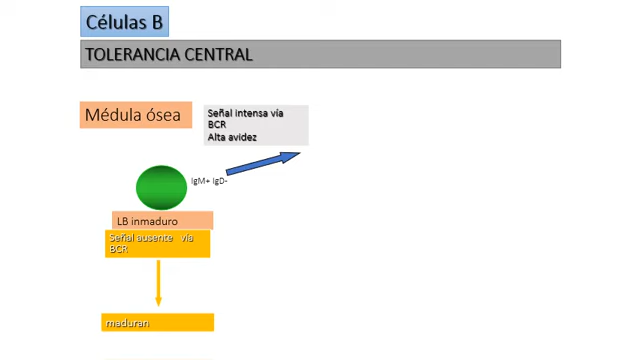 Células B
TOLERANCIA CENTRAL
Médula ósea
Señal intensa vía
BCR
Alta avidez
IgM+ IgD-
LB inmaduro
Señal ausente vía
BCR
maduran